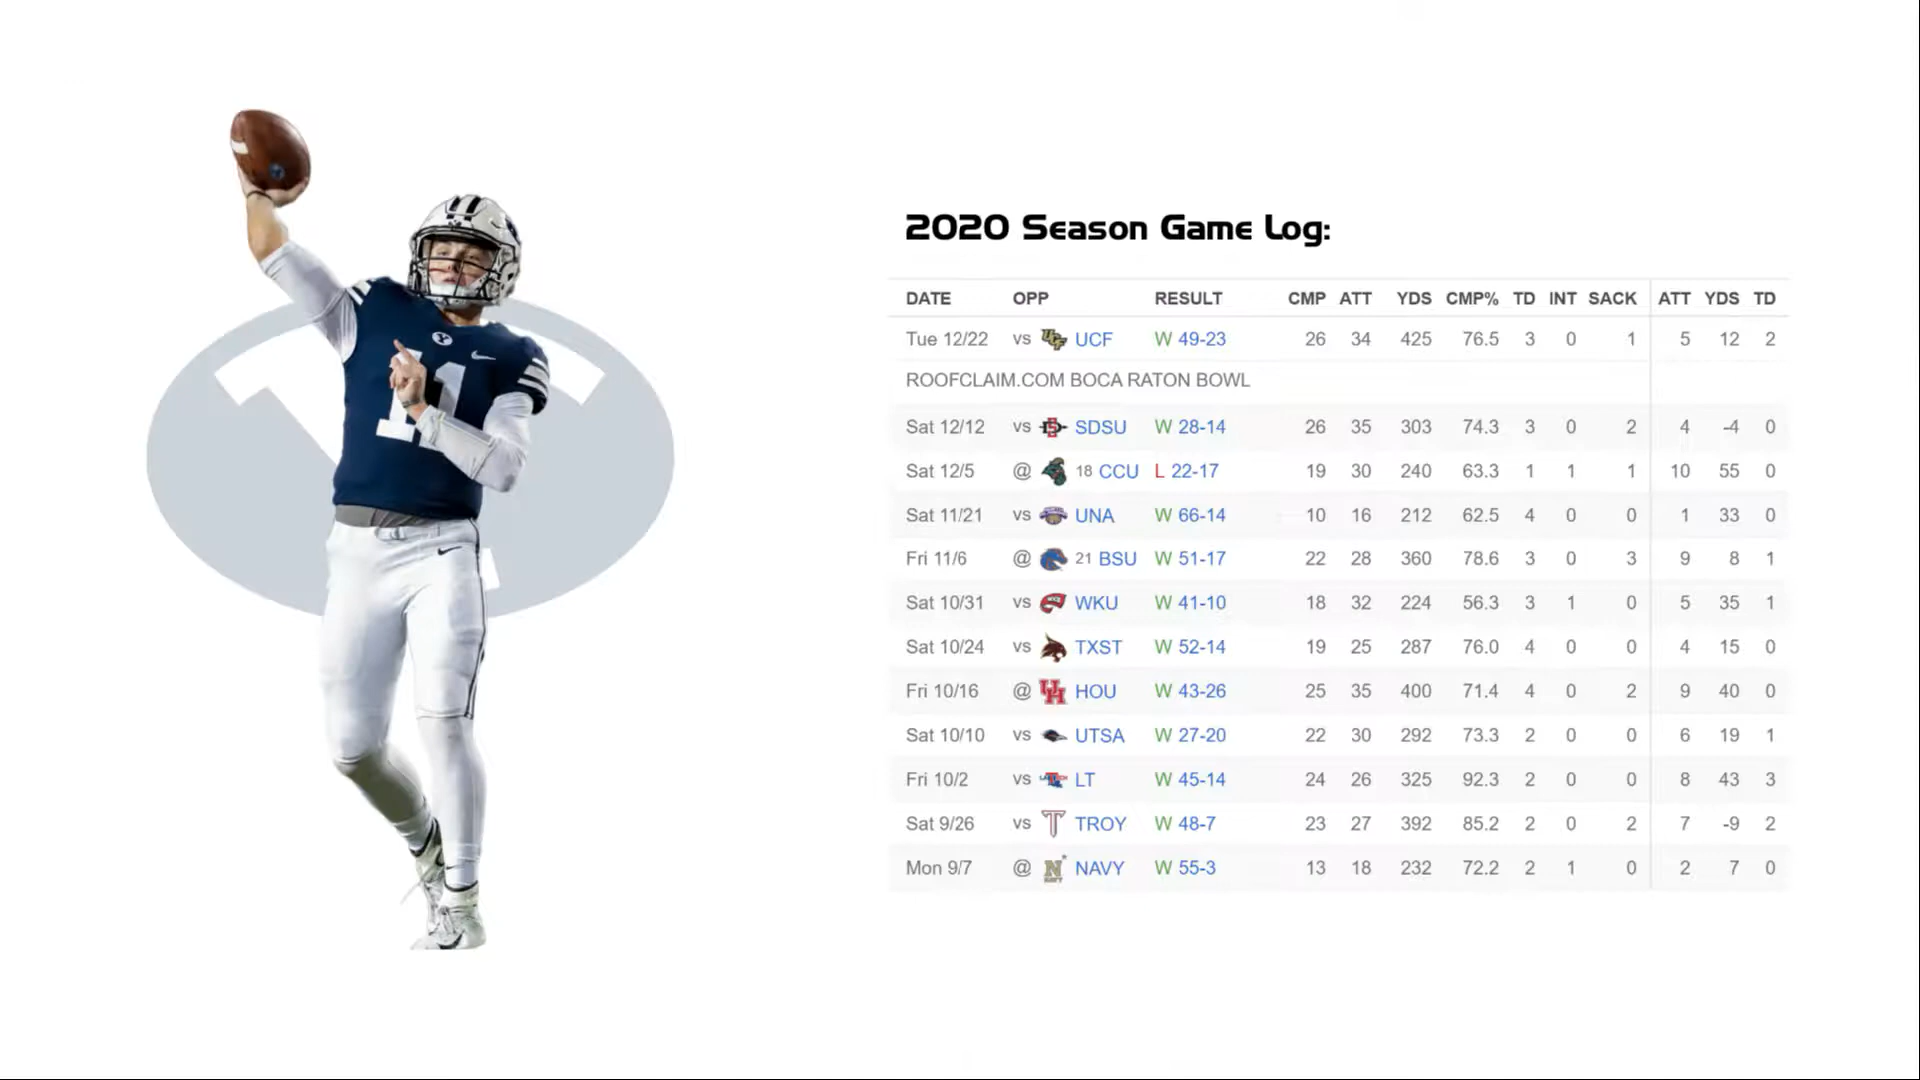 11
2020 Season Game Log:
DATE OPP RESULT CMP ATT YDS CMP% TD INT SACK ATT YDS TD
Tue 12/22 vs UCF UCF W 49-23 26 34 425 76.5 3 0 1 5 12 2
ROOFCLAIM.COM BOCA RATON BOWL
Sat 12/12 vs SDSU W 28-14 26 35 303 74.3 3 0 2 4 -4 0
Sat 12/5 @ 18 CCU L 22-17 19 30 240 63.3 1 1 1 10 55 0
Sat 11/21 vs UNA W 66-14 10 16 212 62.5 4 0 0 1 33 0
Fri 11/6 @ 21 BSU W 51-17 22 28 360 78.6 3 0 3 9 8 1
Sat 10/31 vs WKU W 41-10 18 32 224 56.3 3 1 0 5 35 1
Sat 10/24 vs TXST W 52-14 19 25 287 76.0 4 0 0 4 15 0
Fri 10/16 @ UH HOU W 43-26 25 35 400 71.4 4 0 2 9 40 0
Sat 10/10 vs UTSA W 27-20 22 30 292 73.3 2 0 0 6 19 1
Fri 10/2 vs LT W 45-14 24 26 325 92.3 2 0 0 8 43 3
Sat 9/26 vs T TROY W 48-7 23 27 392 85.2 2 0 2 7 -9 2
Mon 9/7 @ N NAVY NAVY W 55-3 13 18 232 72.2 2 1 0 2 7 0